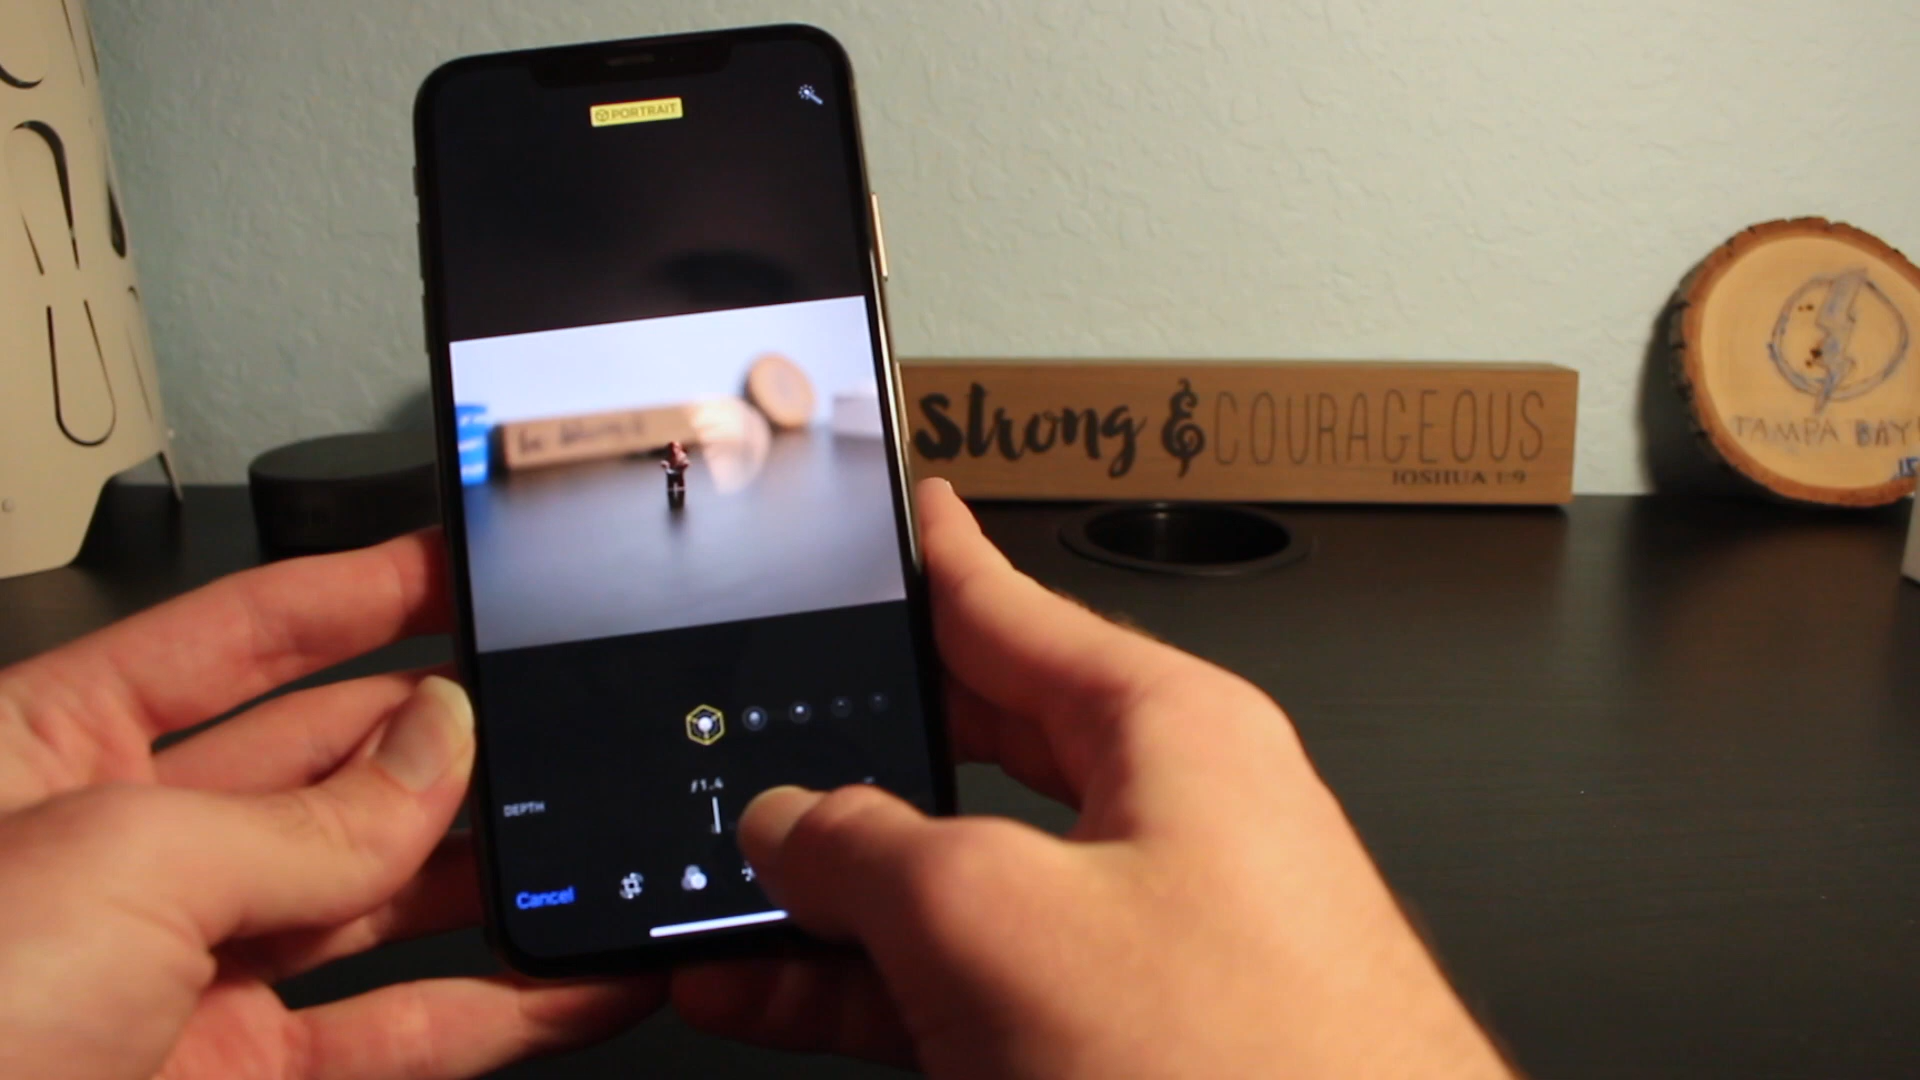 PORTRAIT
Strong & COURAGEOUS
JOSHUA 1:9
TAMPA BAY
f1.4
DEPTH
Cancel